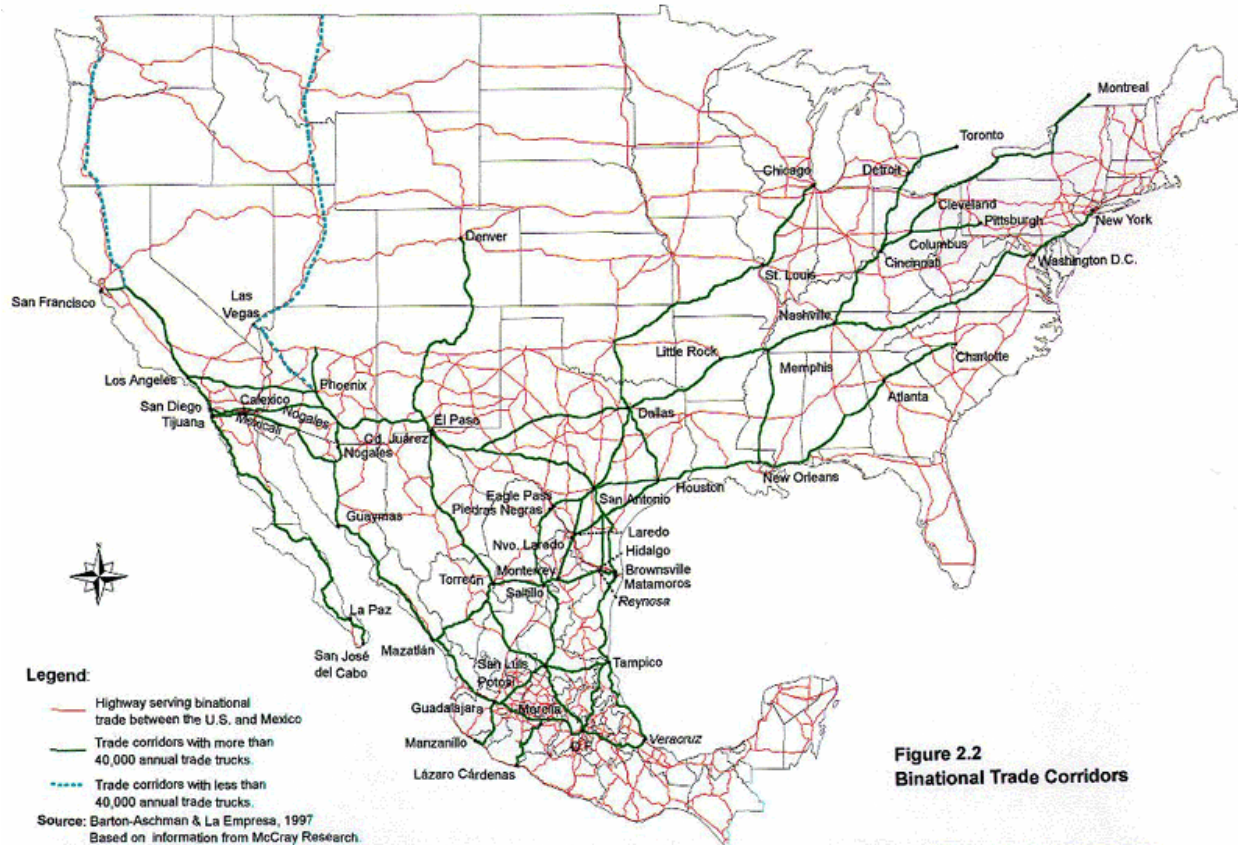 Montreal
Toronto
Chicago
Detroit
Cleveland
Pittsburgh
New York
Columbus
Denver
Cincinnati
Washington D.C.
St. Louis
San Francisco
Las
Vegas
Nashville
Little Rock
Memphis
Charlotte
Los Angeles
Phoenix
Atlanta
Calexico
San Diego
Nogales
Dallas
Tijuana
Mexicali
El Paso
Cd. Juárez
Nogales
New Orleans
Houston
Eagle Pass
San Antonio
Piedras Negras
Guaymas
Laredo
Nvo. Laredo
Hidalgo
Monterrey
Brownsville
Torreón
Matamoros
Saltillo
Reynosa
La Paz
Mazatlán
San José
del Cabo
San Luis
Potosí
Tampico
Guadalajara
Morelia
Manzanillo
D.F.
Veracruz
Lázaro Cárdenas
Legend:
Highway serving binational
trade between the U.S. and Mexico
Trade corridors with more than
40,000 annual trade trucks.
Trade corridors with less than
40,000 annual trade trucks.
Source: Barton-Aschman & La Empresa, 1997
Based on information from McCray Research.
Figure 2.2
Binational Trade Corridors